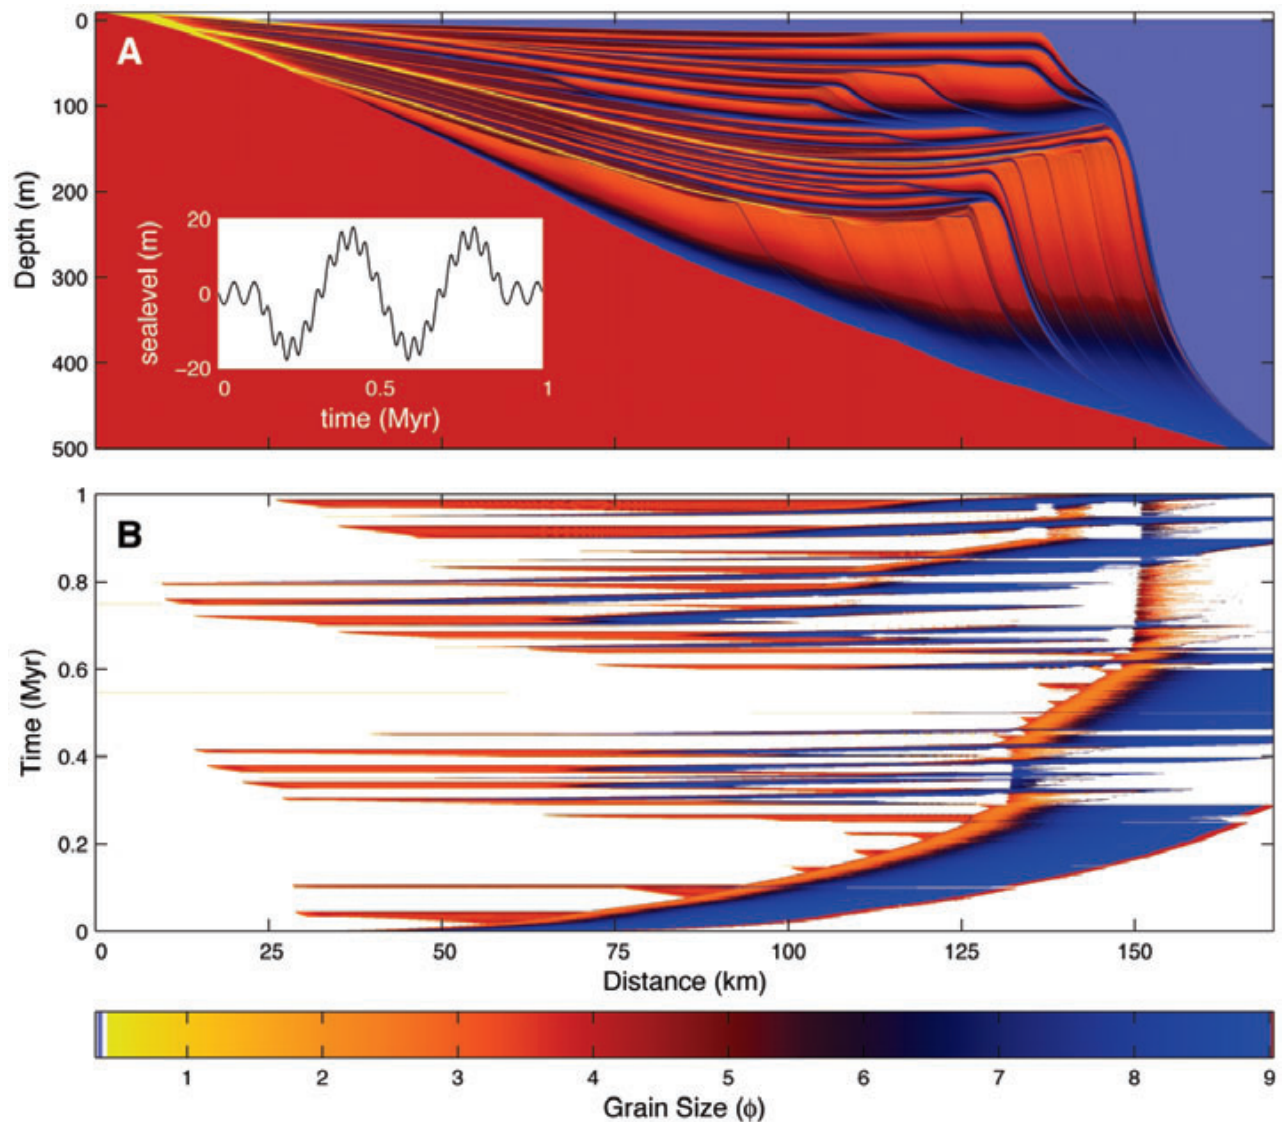 A
0
100
200
300
400
500
Depth (m)
20
0
−20
sealevel (m)
0 0.5 1
time (Myr)
B
1
0.8
0.6
0.4
0.2
0
Time (Myr)
0 25 50 75 100 125 150
Distance (km)
1 2 3 4 5 6 7 8 9
Grain Size (ϕ)